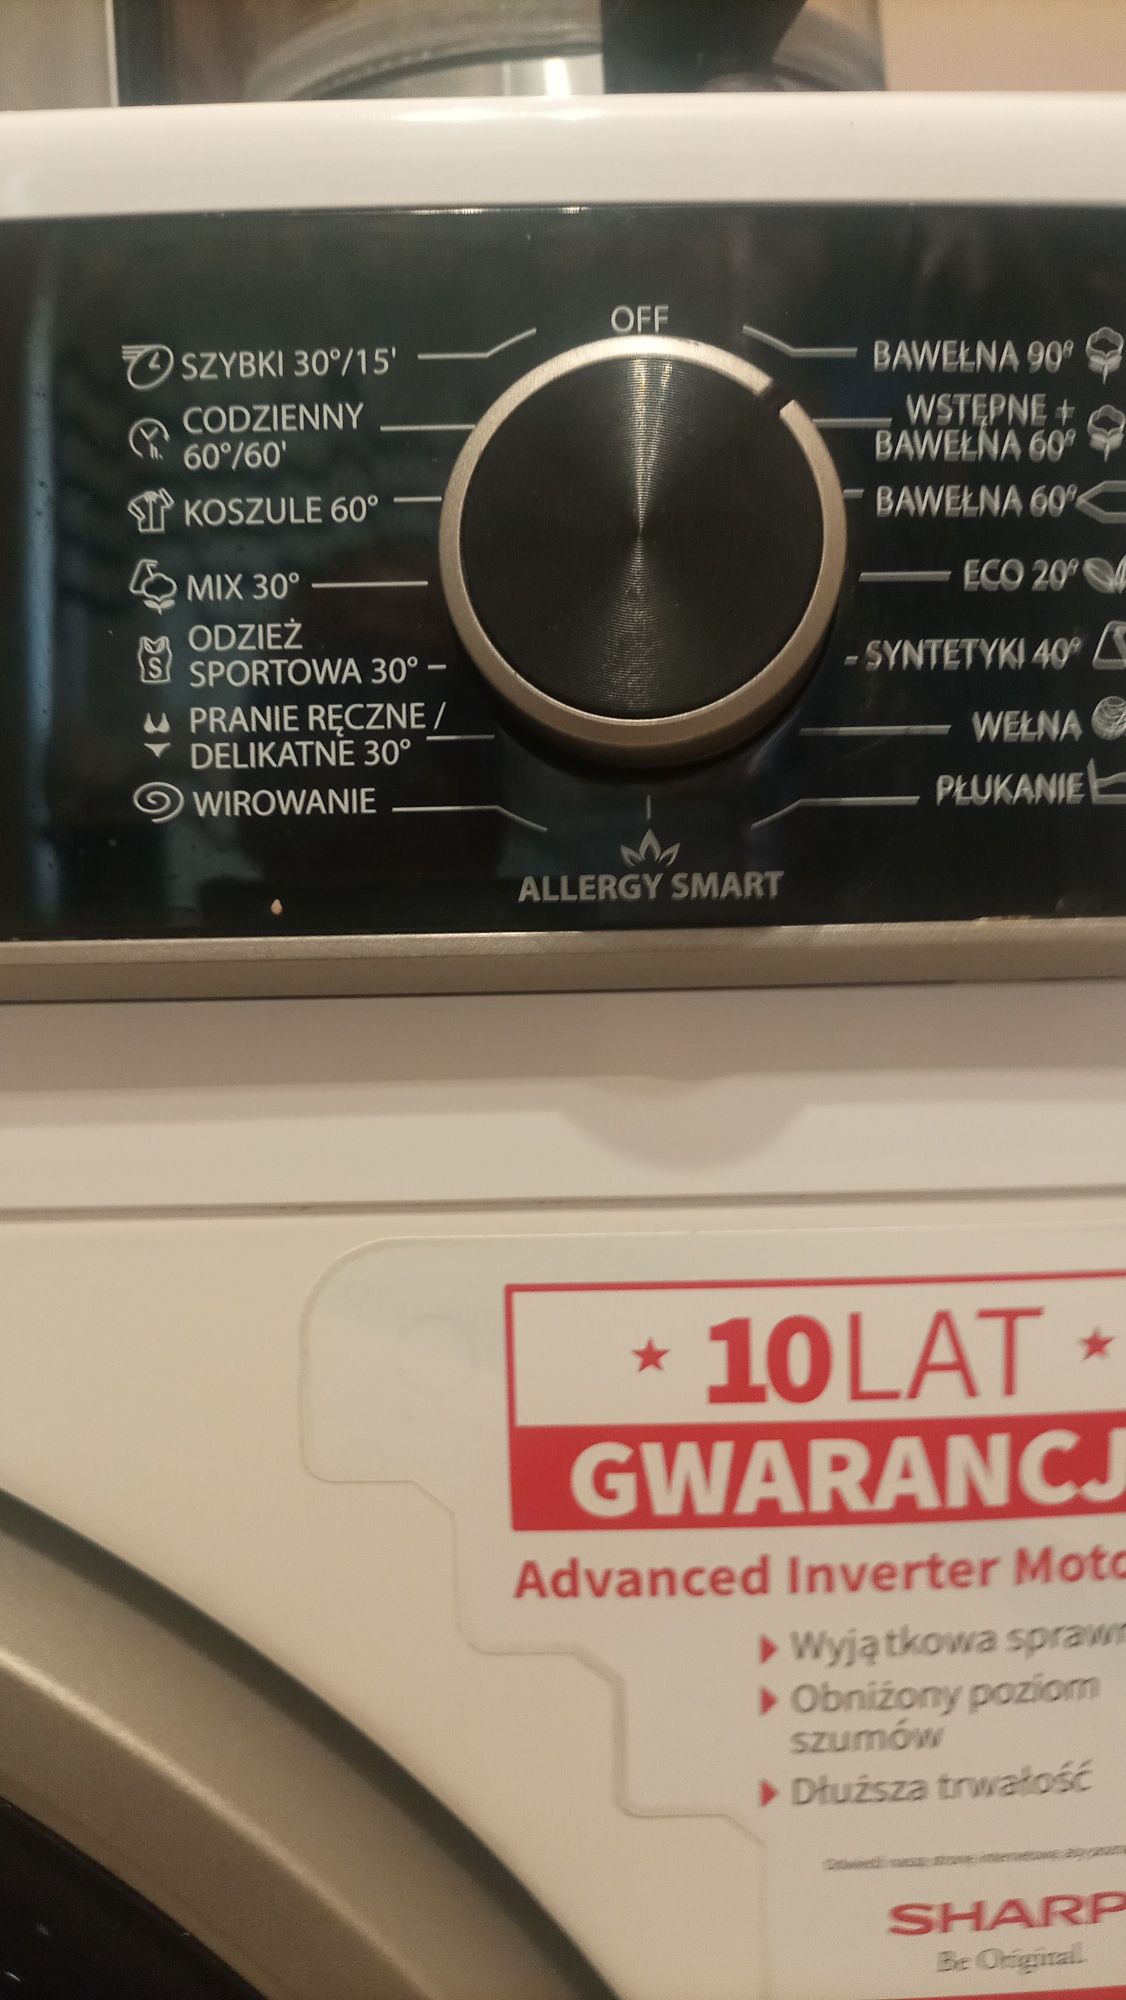 OFF
SZYBKI 30°/15'
CODZIENNY
60°/60'
KOSZULE 60°
MIX 30°
ODZIEŻ
SPORTOWA 30°
PRANIE RĘCZNE /
DELIKATNE 30°
WIROWANIE
BAWEŁNA 90°
WSTĘPNE +
BAWEŁNA 60°
BAWEŁNA 60°
ECO 20°
SYNTETYKI 40°
WEŁNA
PŁUKANIE
ALLERGY SMART
10 LAT
GWARANCJ
Advanced Inverter Moto
Wyjątkowa spraw
Obniżony poziom
szumów
Dłuższa trwałość
SHARP
Be Original.